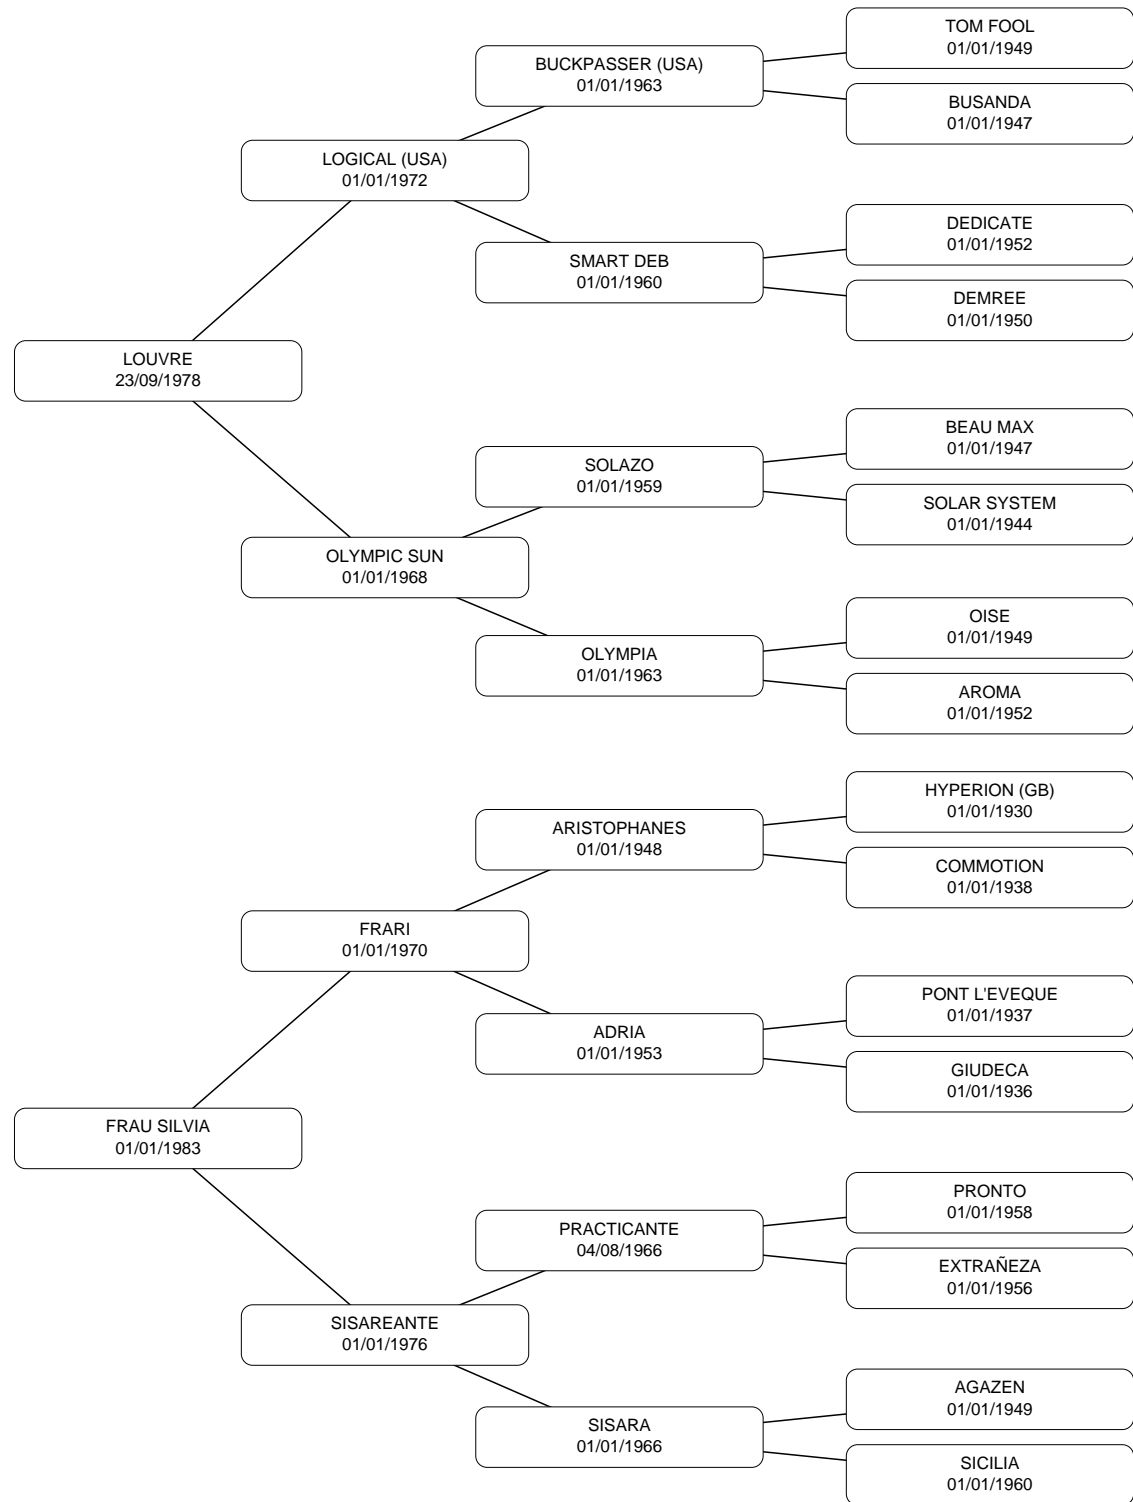 TOM FOOL
01/01/1949
BUCKPASSER (USA)
01/01/1963
BUSANDA
01/01/1947
LOGICAL (USA)
01/01/1972
DEDICATE
01/01/1952
SMART DEB
01/01/1960
DEMREE
01/01/1950
LOUVRE
23/09/1978
BEAU MAX
01/01/1947
SOLAZO
01/01/1959
SOLAR SYSTEM
01/01/1944
OLYMPIC SUN
01/01/1968
OISE
01/01/1949
OLYMPIA
01/01/1963
AROMA
01/01/1952
HYPERION (GB)
01/01/1930
ARISTOPHANES
01/01/1948
COMMOTION
01/01/1938
FRARI
01/01/1970
PONT L'EVEQUE
01/01/1937
ADRIA
01/01/1953
GIUDECA
01/01/1936
FRAU SILVIA
01/01/1983
PRONTO
01/01/1958
PRACTICANTE
04/08/1966
EXTRAÑEZA
01/01/1956
SISAREANTE
01/01/1976
AGAZEN
01/01/1949
SISARA
01/01/1966
SICILIA
01/01/1960